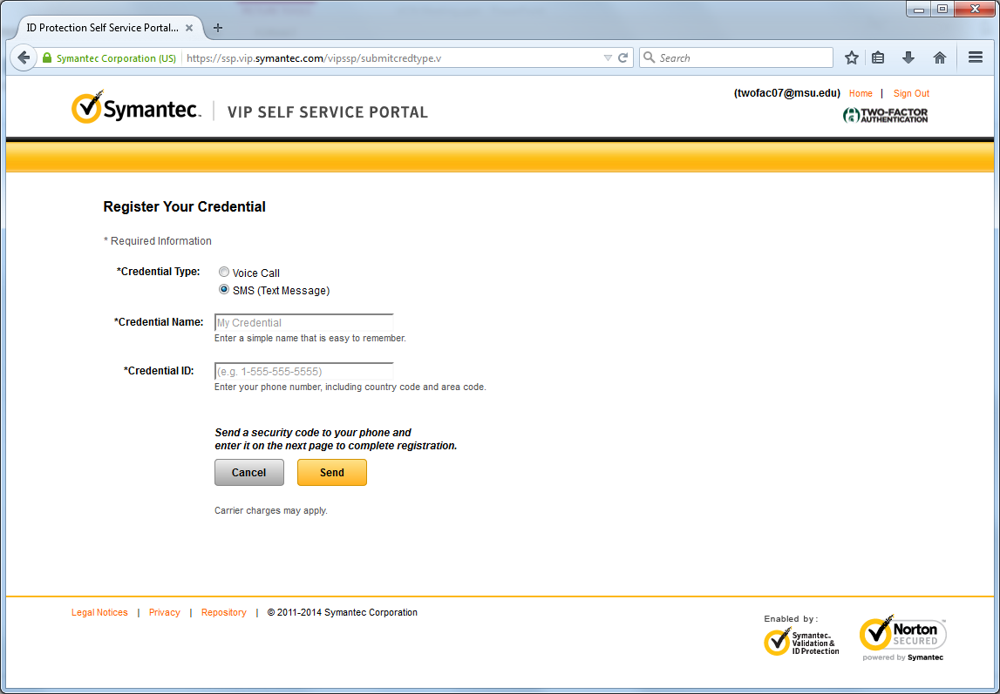 ID Protection Self Service Portal...
Symantec Corporation (US)
https://ssp.vip.symantec.com/vipssp/submitcredtype.v
Search
(twofac07@msu.edu) Home | Sign Out
Symantec. | VIP SELF SERVICE PORTAL
TWO-FACTOR
AUTHENTICATION
Register Your Credential
* Required Information
*Credential Type:
Voice Call
SMS (Text Message)
*Credential Name:
My Credential
Enter a simple name that is easy to remember.
*Credential ID:
(e.g. 1-555-555-5555)
Enter your phone number, including country code and area code.
Send a security code to your phone and
enter it on the next page to complete registration.
Cancel Send
Carrier charges may apply.
Legal Notices | Privacy | Repository | © 2011-2014 Symantec Corporation
Enabled by:
Symantec™
Validation &
ID Protection
Norton™
SECURED
powered by Symantec